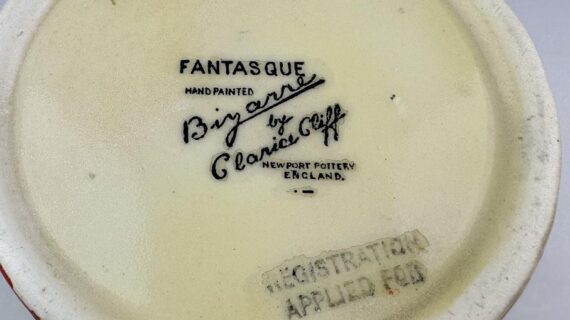 FANTASQUE
HAND PAINTED
Bizarre
by
Clarice Cliff
NEWPORT POTTERY
ENGLAND.
REGISTRATION
APPLIED FOR